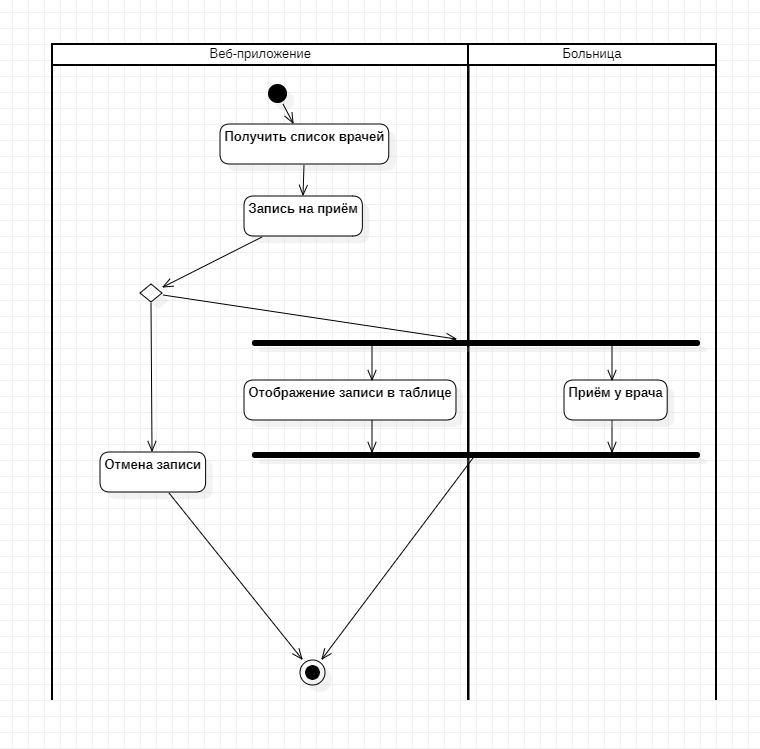 Веб-приложение
Больница
Получить список врачей
Запись на приём
Отображение записи в таблице
Приём у врача
Отмена записи